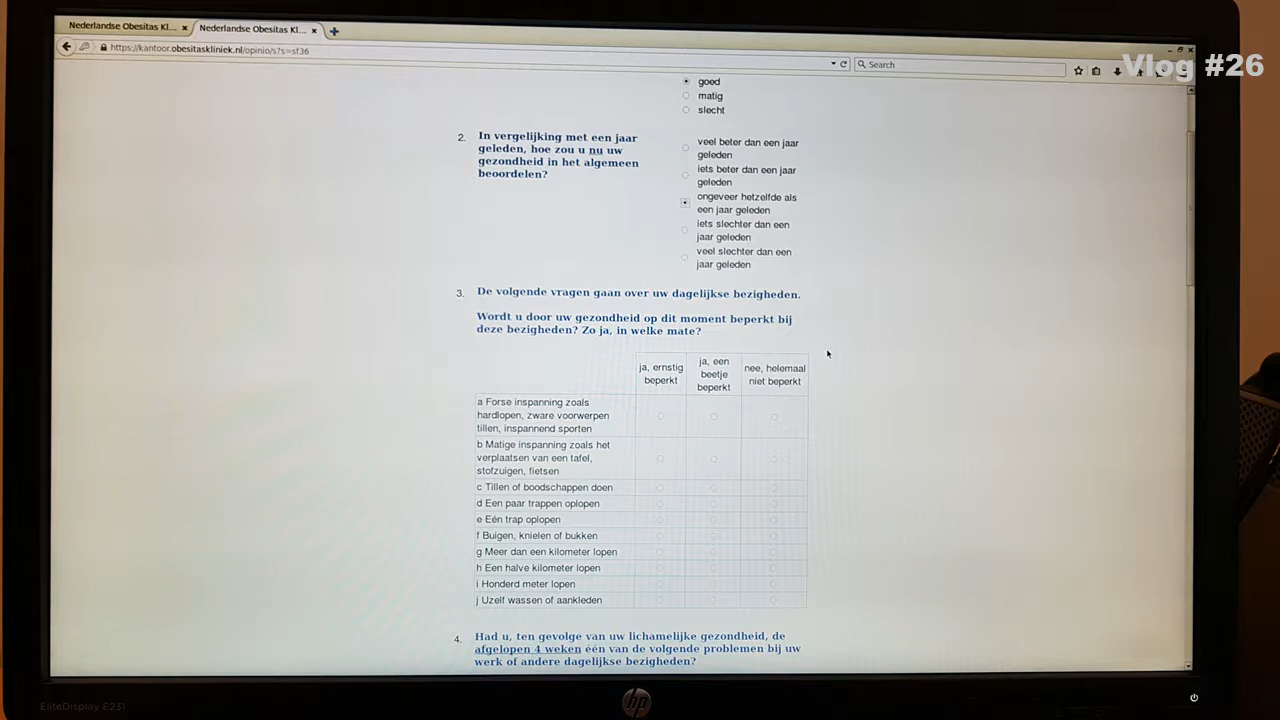 Nederlandse Obesitas Kl...
Nederlandse Obesitas Kl...
https://kantoor.obesitaskliniek.nl/opinio/s?s=sf36
Search
Vlog #26
goed
matig
slecht
2.
In vergelijking met een jaar
geleden, hoe zou u nu uw
gezondheid in het algemeen
beoordelen?
veel beter dan een jaar
geleden
iets beter dan een jaar
geleden
ongeveer hetzelfde als
een jaar geleden
iets slechter dan een
jaar geleden
veel slechter dan een
jaar geleden
3.
De volgende vragen gaan over uw dagelijkse bezigheden.
Wordt u door uw gezondheid op dit moment beperkt bij
deze bezigheden? Zo ja, in welke mate?
ja, ernstig
beperkt
ja, een
beetje
beperkt
nee, helemaal
niet beperkt
a Forse inspanning zoals
hardlopen, zware voorwerpen
tillen, inspannend sporten
b Matige inspanning zoals het
verplaatsen van een tafel,
stofzuigen, fietsen
c Tillen of boodschappen doen
d Een paar trappen oplopen
e Eén trap oplopen
f Buigen, knielen of bukken
g Meer dan een kilometer lopen
h Een halve kilometer lopen
i Honderd meter lopen
j Uzelf wassen of aankleden
4.
Had u, ten gevolge van uw lichamelijke gezondheid, de
afgelopen 4 weken één van de volgende problemen bij uw
werk of andere dagelijkse bezigheden?
hp
EliteDisplay E231